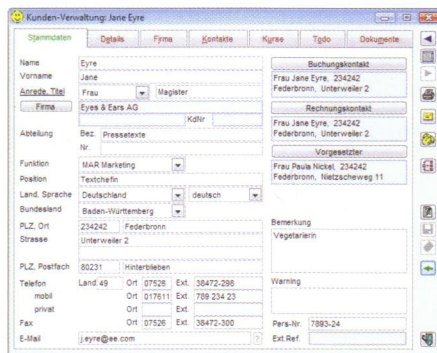 Kunden-Verwaltung: Jane Eyre
Stammdaten Details Firma Kontakte Kurse Todo Dokumente
Name Eyre
Vorname Jane
Anrede, Titel Frau Magister
Firma Eyes & Ears AG
KdNr
Abteilung Bez. Pressetexte
Nr.
Funktion MAR Marketing
Position Textchefin
Land, Sprache Deutschland deutsch
Bundesland Baden-Württemberg
PLZ, Ort 234242 Federbronn
Strasse Unterweiler 2
PLZ, Postfach 80231 Hinterblieben
Telefon Land 49 Ort 07526 Ext. 38472-298
mobil Ort 017611 Ext. 789 234 23
privat Ort Ext.
Fax Ort 07526 Ext. 38472-300
E-Mail j.eyre@ee.com ?
Buchungskontakt
Frau Jane Eyre, 234242
Federbronn, Unterweiler 2
Rechnungskontakt
Frau Jane Eyre, 234242
Federbronn, Unterweiler 2
Vorgesetzter
Frau Paula Nickel, 234242
Federbronn, Nietzscheweg 11
Bemerkung
Vegetarierin
Warning
Pers-Nr. 7893-24
Ext.Ref.